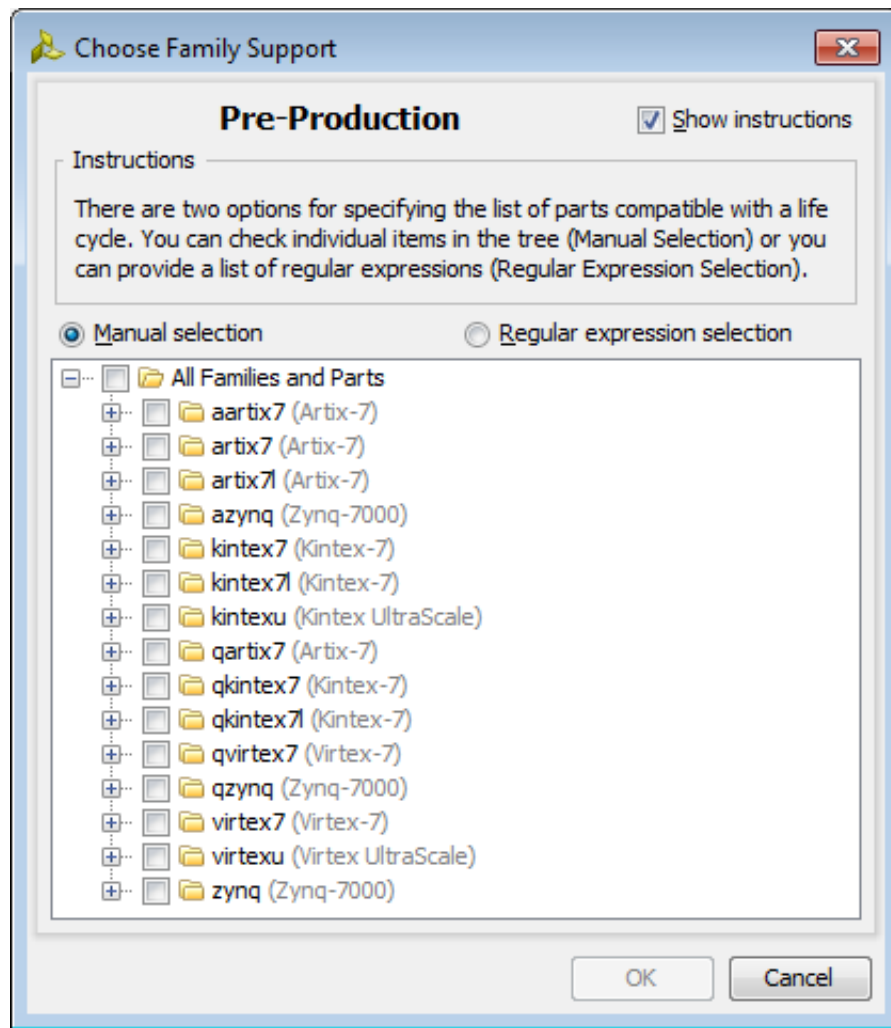 Choose Family Support
Pre-Production
Show instructions
Instructions
There are two options for specifying the list of parts compatible with a life
cycle. You can check individual items in the tree (Manual Selection) or you
can provide a list of regular expressions (Regular Expression Selection).
Manual selection Regular expression selection
All Families and Parts
aartix7 (Artix-7)
artix7 (Artix-7)
artix7l (Artix-7)
azynq (Zynq-7000)
kintex7 (Kintex-7)
kintex7l (Kintex-7)
kintexu (Kintex UltraScale)
qartix7 (Artix-7)
qkintex7 (Kintex-7)
qkintex7l (Kintex-7)
qvirtex7 (Virtex-7)
qzynq (Zynq-7000)
virtex7 (Virtex-7)
virtexu (Virtex UltraScale)
zynq (Zynq-7000)
OK Cancel